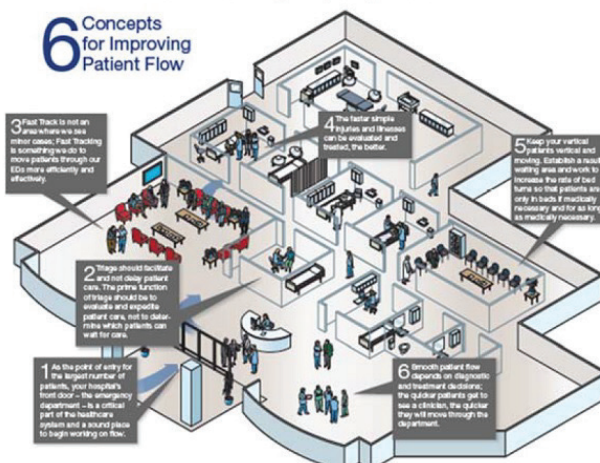 6 Concepts
for Improving
Patient Flow
1 As the point of entry for
the largest number of
patients, your hospital's
front door – the emergency
department – is a critical
part of the healthcare
system and a sound place
to begin working on flow.
2 Triage should facilitate
and not delay patient
care. The prime function
of triage should be to
evaluate and expedite
patient care, not to deter-
mine which patients can
wait for care.
3 Fast Track is not an
area where we see
minor cases; Fast Tracking
is something we do to
move patients through our
EDs more efficiently and
effectively.
4 The faster simple
injuries and illnesses
can be evaluated and
treated, the better.
5 Keep your vertical
patients vertical and
moving. Establish a result
waiting area and work to
increase the rate of bed
turns so that patients are
only in beds if medically
necessary and for as long
as medically necessary.
6 Smooth patient flow
depends on diagnostic
and treatment decisions;
the quicker patients get to
see a clinician, the quicker
they will move through the
department.